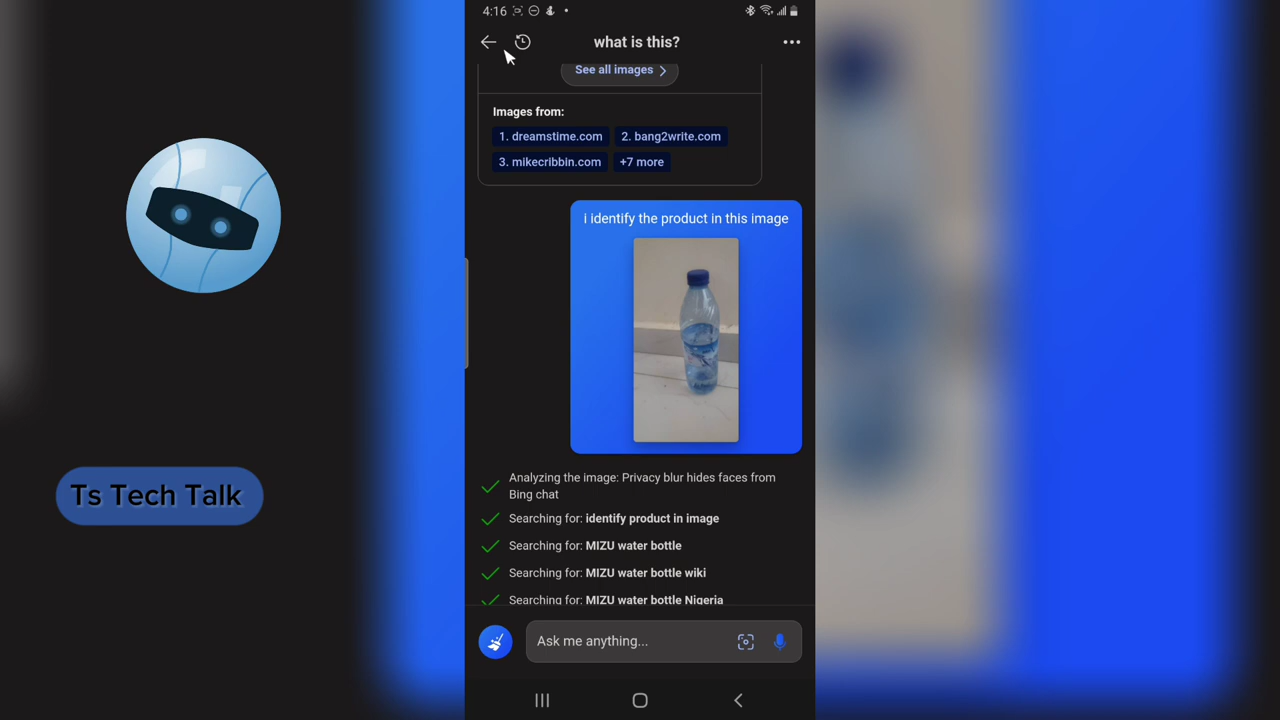 4:16
what is this?
See all images
Images from:
1. dreamstime.com
2. bang2write.com
3. mikecribbin.com
+7 more
i identify the product in this image
Analyzing the image: Privacy blur hides faces from
Bing chat
Searching for: identify product in image
Searching for: MIZU water bottle
Searching for: MIZU water bottle wiki
Searching for: MIZU water bottle Nigeria
Ask me anything...
Ts Tech Talk